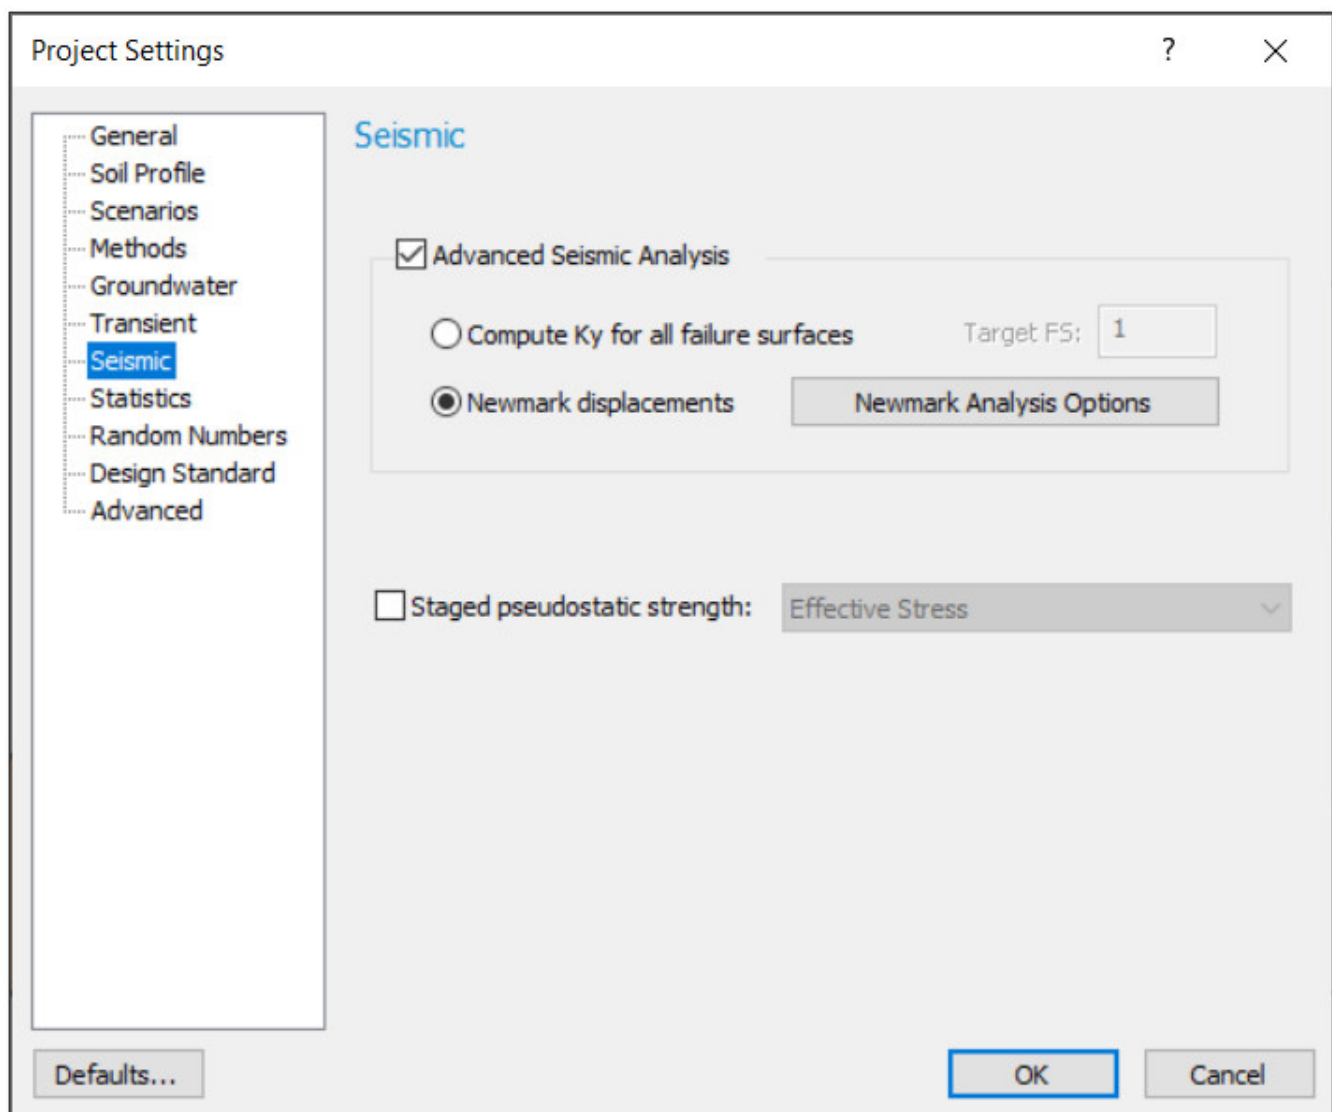 Project Settings
?
General
Soil Profile
Scenarios
Methods
Groundwater
Transient
Seismic
Statistics
Random Numbers
Design Standard
Advanced
Seismic
Advanced Seismic Analysis
Compute Ky for all failure surfaces Target FS: 1
Newmark displacements Newmark Analysis Options
Staged pseudostatic strength: Effective Stress
Defaults...
OK
Cancel